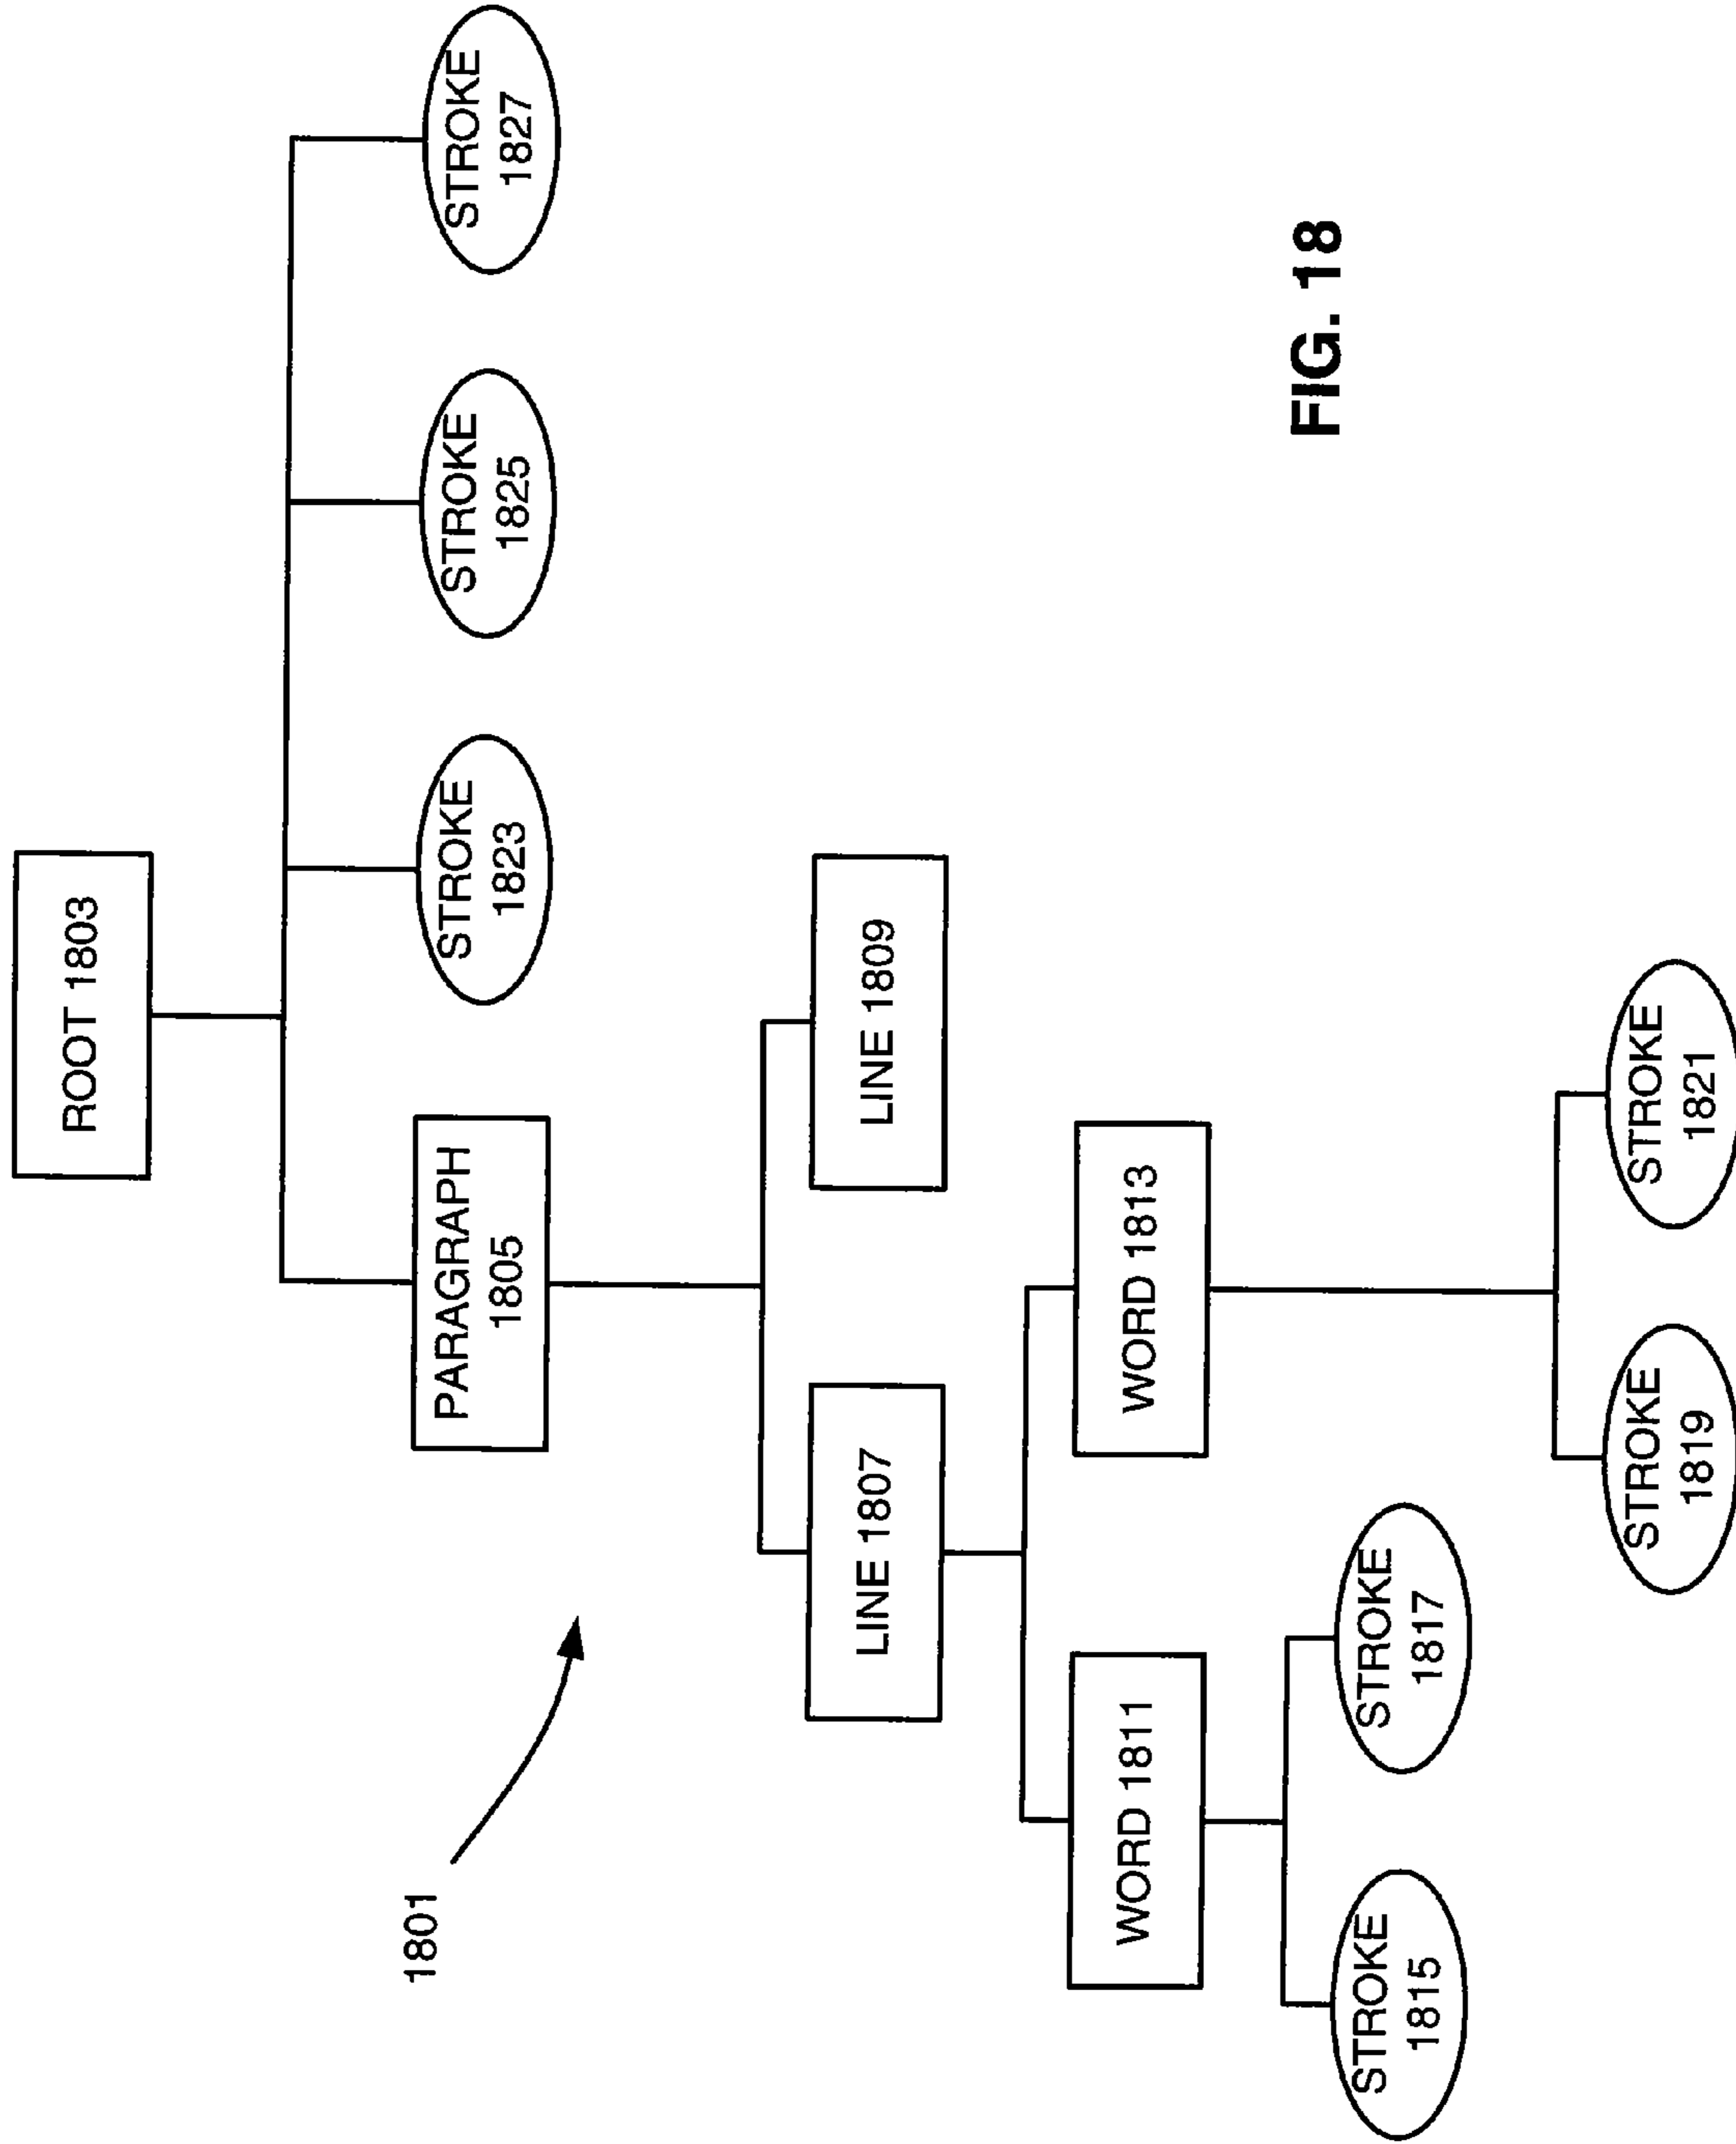 ROOT 1803
PARAGRAPH
1805
STROKE
1823
STROKE
1825
STROKE
1827
1801
LINE 1807
LINE 1809
WORD 1811
WORD 1813
STROKE
1815
STROKE
1817
STROKE
1819
STROKE
1821
FIG. 18